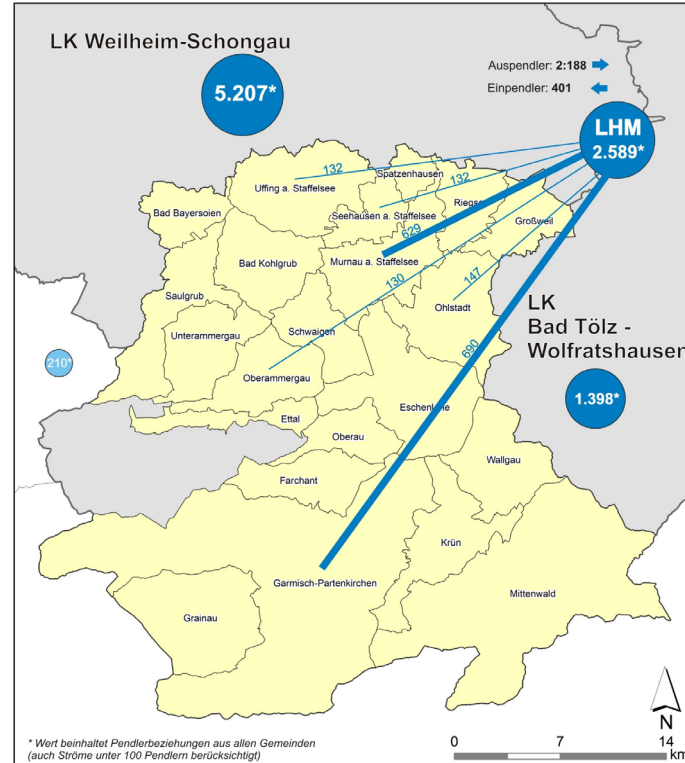 LK Weilheim-Schongau
5.207*
Auspendler: 2:188
Einpendler: 401
LHM
2.589*
132
Spatzenhausen
132
Uffing a. Staffelsee
Seehausen a. Staffelsee
Bad Bayersoien
Großweil
629
Bad Kohlgrub
Murnau a. Staffelsee
130
147
Saulgrub
Ohlstadt
LK
Bad Tölz -
Wolfratshausen
Unterammergau
Schwaigen
690
210*
Oberammergau
1.398*
Ettal
Oberau
Wallgau
Farchant
Krün
Garmisch-Partenkirchen
Mittenwald
Grainau
N
* Wert beinhaltet Pendlerbeziehungen aus allen Gemeinden
(auch Ströme unter 100 Pendlern berücksichtigt)
0 7 14
km